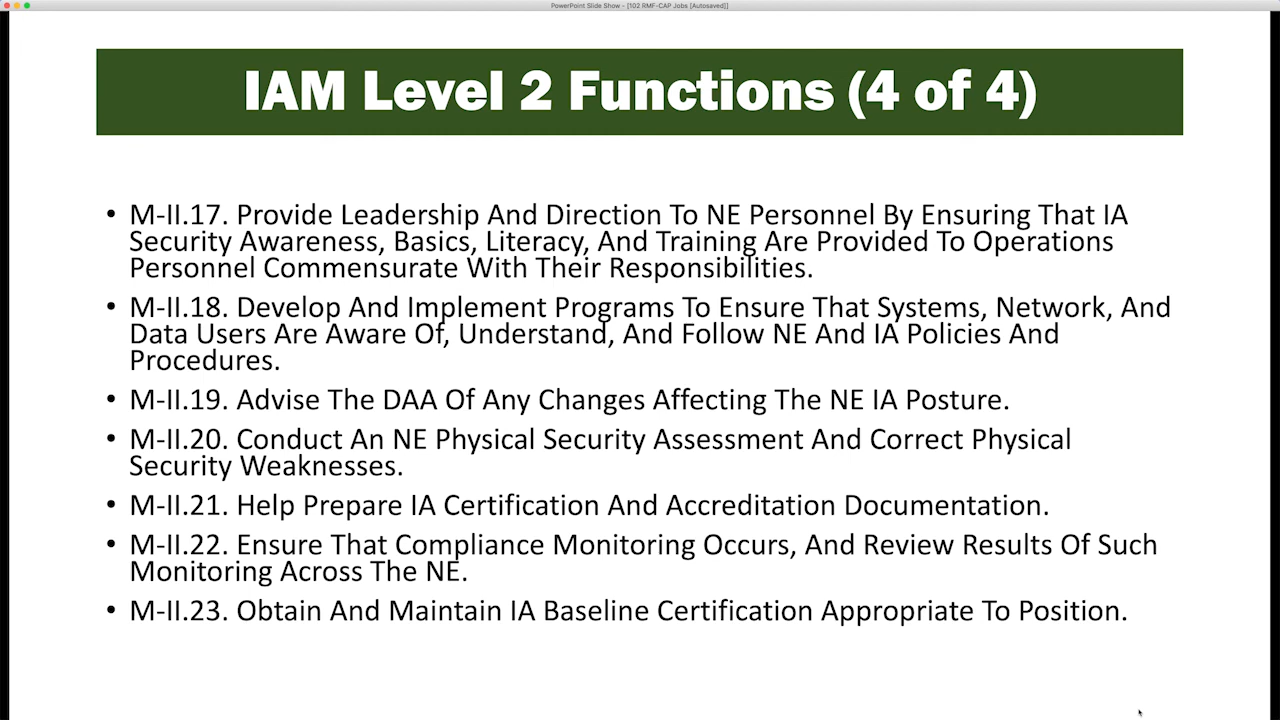 PowerPoint Slide Show - [102 RMF-CAP Jobs [Autosaved]]
IAM Level 2 Functions (4 of 4)
• M-II.17. Provide Leadership And Direction To NE Personnel By Ensuring That IA
Security Awareness, Basics, Literacy, And Training Are Provided To Operations
Personnel Commensurate With Their Responsibilities.
• M-II.18. Develop And Implement Programs To Ensure That Systems, Network, And
Data Users Are Aware Of, Understand, And Follow NE And IA Policies And
Procedures.
• M-II.19. Advise The DAA Of Any Changes Affecting The NE IA Posture.
• M-II.20. Conduct An NE Physical Security Assessment And Correct Physical
Security Weaknesses.
• M-II.21. Help Prepare IA Certification And Accreditation Documentation.
• M-II.22. Ensure That Compliance Monitoring Occurs, And Review Results Of Such
Monitoring Across The NE.
• M-II.23. Obtain And Maintain IA Baseline Certification Appropriate To Position.